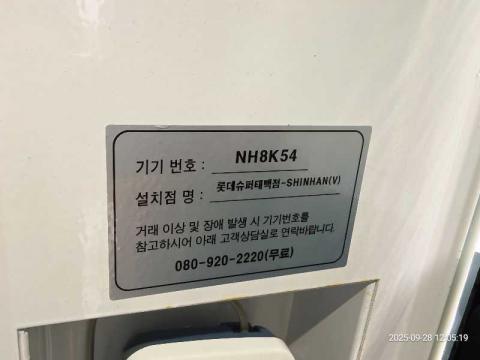 기기 번호 : NH8K54
설치점 명 : 롯데슈퍼태백점-SHINHAN(V)
거래 이상 및 장애 발생 시 기기번호를
참고하시어 아래 고객상담실로 연락바랍니다.
080-920-2220(무료)
2025-09-28 12:05:19